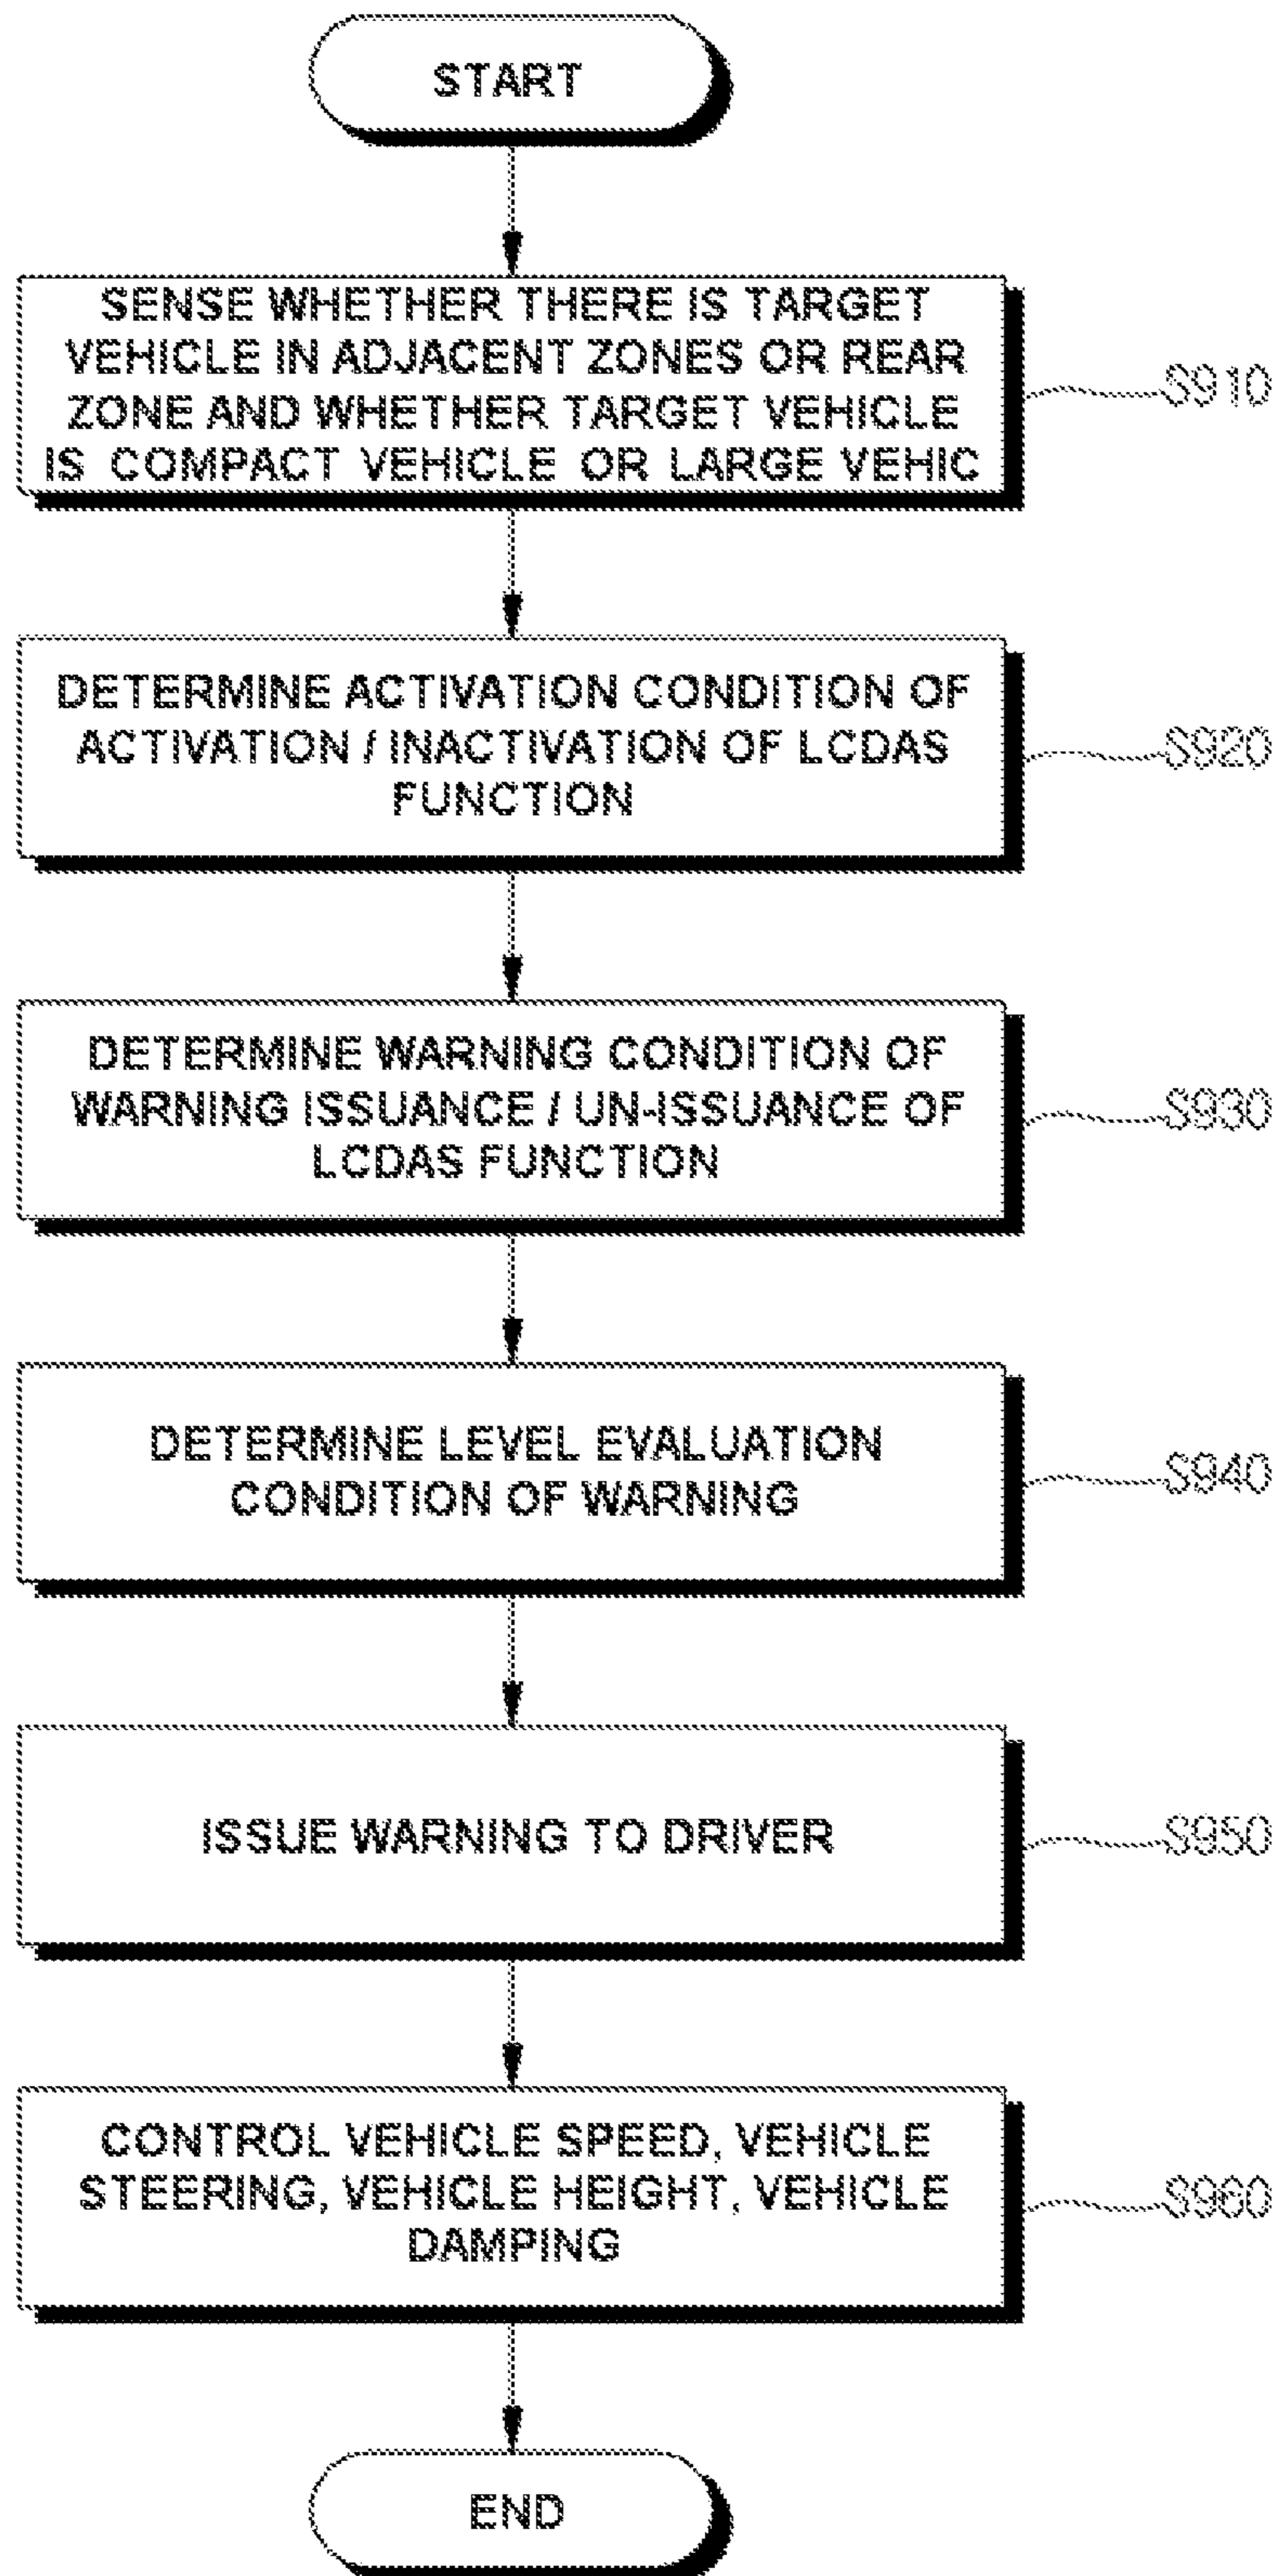 START
SENSE WHETHER THERE IS TARGET
VEHICLE IN ADJACENT ZONES OR REAR
ZONE AND WHETHER TARGET VEHICLE
IS COMPACT VEHICLE OR LARGE VEHIC
S910
DETERMINE ACTIVATION CONDITION OF
ACTIVATION / INACTIVATION OF LCDAS
FUNCTION
S920
DETERMINE WARNING CONDITION OF
WARNING ISSUANCE / UN-ISSUANCE OF
LCDAS FUNCTION
S930
DETERMINE LEVEL EVALUATION
CONDITION OF WARNING
S940
ISSUE WARNING TO DRIVER
S950
CONTROL VEHICLE SPEED, VEHICLE
STEERING, VEHICLE HEIGHT, VEHICLE
DAMPING
S960
END